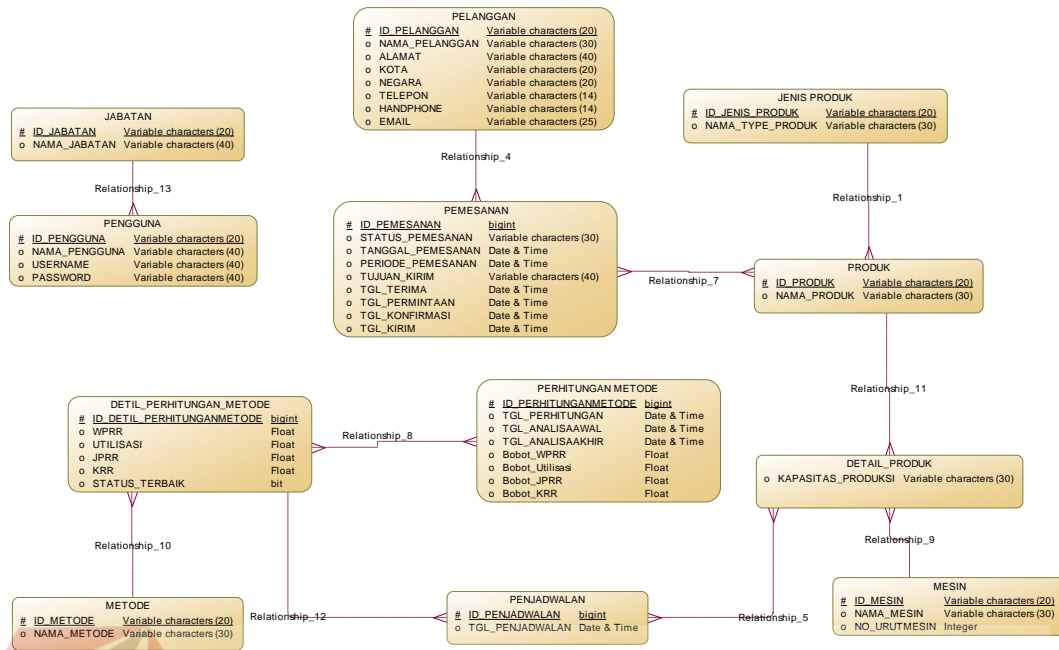 PELANGGAN
# ID_PELANGGAN Variable characters (20)
o NAMA_PELANGGAN Variable characters (30)
o ALAMAT Variable characters (40)
o KOTA Variable characters (20)
o NEGARA Variable characters (20)
o TELEPON Variable characters (14)
o HANDPHONE Variable characters (14)
o EMAIL Variable characters (25)
JENIS PRODUK
# ID_JENIS_PRODUK Variable characters (20)
o NAMA_TYPE_PRODUK Variable characters (30)
JABATAN
# ID_JABATAN Variable characters (20)
o NAMA_JABATAN Variable characters (40)
Relationship_4
Relationship_13
Relationship_1
PENGGUNA
# ID_PENGGUNA Variable characters (20)
o NAMA_PENGGUNA Variable characters (40)
o USERNAME Variable characters (40)
o PASSWORD Variable characters (40)
PEMESANAN
# ID_PEMESANAN bigint
o STATUS_PEMESANAN Variable characters (30)
o TANGGAL_PEMESANAN Date & Time
o PERIODE_PEMESANAN Date & Time
o TUJUAN_KIRIM Variable characters (40)
o TGL_TERIMA Date & Time
o TGL_PERMINTAAN Date & Time
o TGL_KONFIRMASI Date & Time
o TGL_KIRIM Date & Time
Relationship_7
PRODUK
# ID_PRODUK Variable characters (20)
o NAMA_PRODUK Variable characters (30)
Relationship_11
DETIL_PERHITUNGAN_METODE
# ID_DETIL_PERHITUNGANMETODE bigint
o WPRR Float
o UTILISASI Float
o JPRR Float
o KRR Float
o STATUS_TERBAIK bit
Relationship_8
PERHITUNGAN METODE
# ID_PERHITUNGANMETODE bigint
o TGL_PERHITUNGAN Date & Time
o TGL_ANALISAAWAL Date & Time
o TGL_ANALISAAKHIR Date & Time
o Bobot_WPRR Float
o Bobot_Utilisasi Float
o Bobot_JPRR Float
o Bobot_KRR Float
DETAIL_PRODUK
o KAPASITAS_PRODUKSI Variable characters (30)
Relationship_10
Relationship_9
METODE
# ID_METODE Variable characters (20)
o NAMA_METODE Variable characters (30)
Relationship_12
PENJADWALAN
# ID_PENJADWALAN bigint
o TGL_PENJADWALAN Date & Time
Relationship_5
MESIN
# ID_MESIN Variable characters (20)
o NAMA_MESIN Variable characters (30)
o NO_URUTMESIN Integer